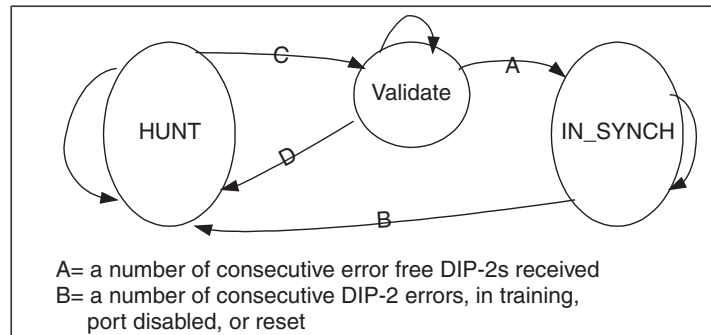 C
A
Validate
HUNT
IN_SYNCH
D
B
A= a number of consecutive error free DIP-2s received
B= a number of consecutive DIP-2 errors, in training,
port disabled, or reset